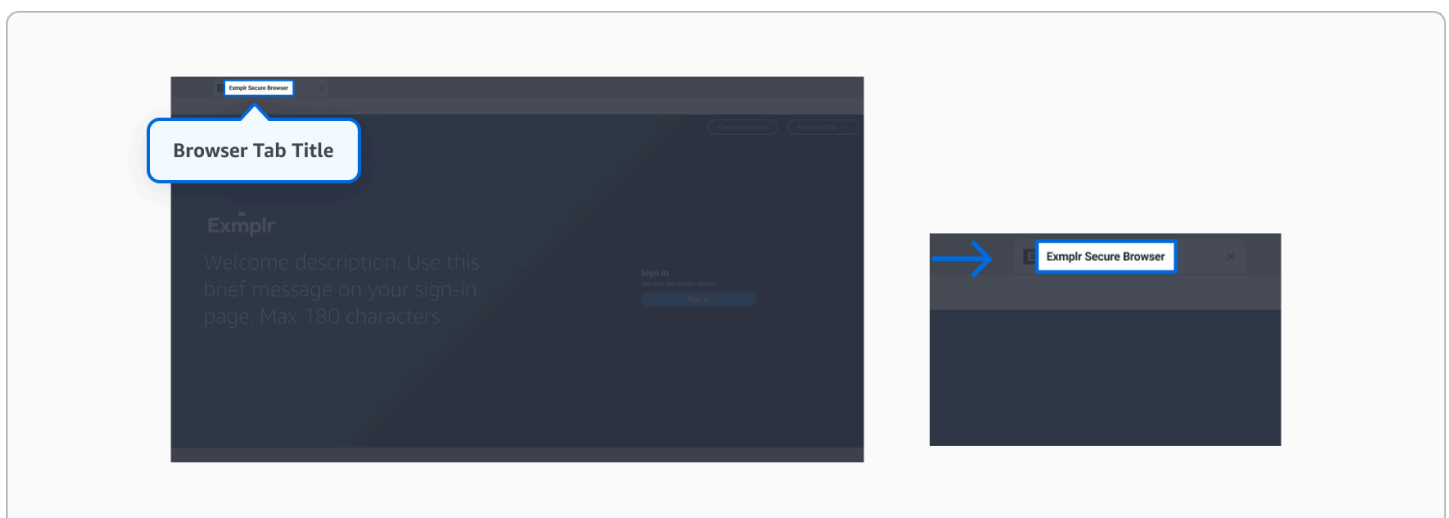 Exmplr Secure Browser
Browser Tab Title
Exmplr
Welcome description. Use this
brief message on your sign-in
page. Max 180 characters
Sign In
Sign In
Exmplr Secure Browser